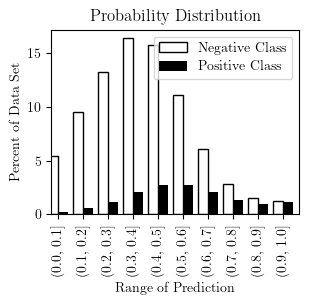 Probability Distribution
Negative Class
Positive Class
Percent of Data Set
15
10
5
0
(0.0, 0.1]
(0.1, 0.2]
(0.2, 0.3]
(0.3, 0.4]
(0.4, 0.5]
(0.5, 0.6]
(0.6, 0.7]
(0.7, 0.8]
(0.8, 0.9]
(0.9, 1.0]
Range of Prediction